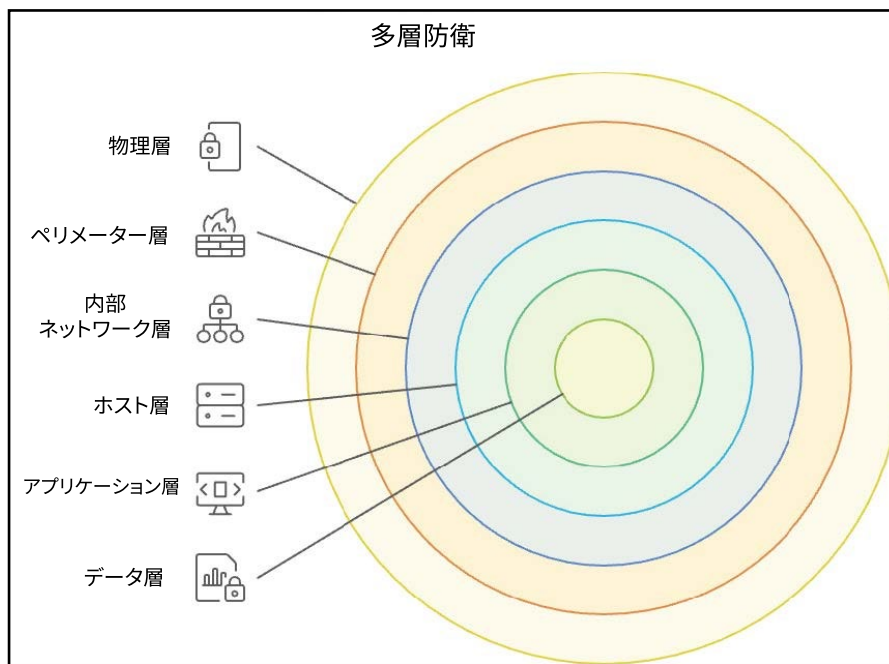 多層防衛
物理層
ペリメーター層
内部
ネットワーク層
ホスト層
アプリケーション層
データ層